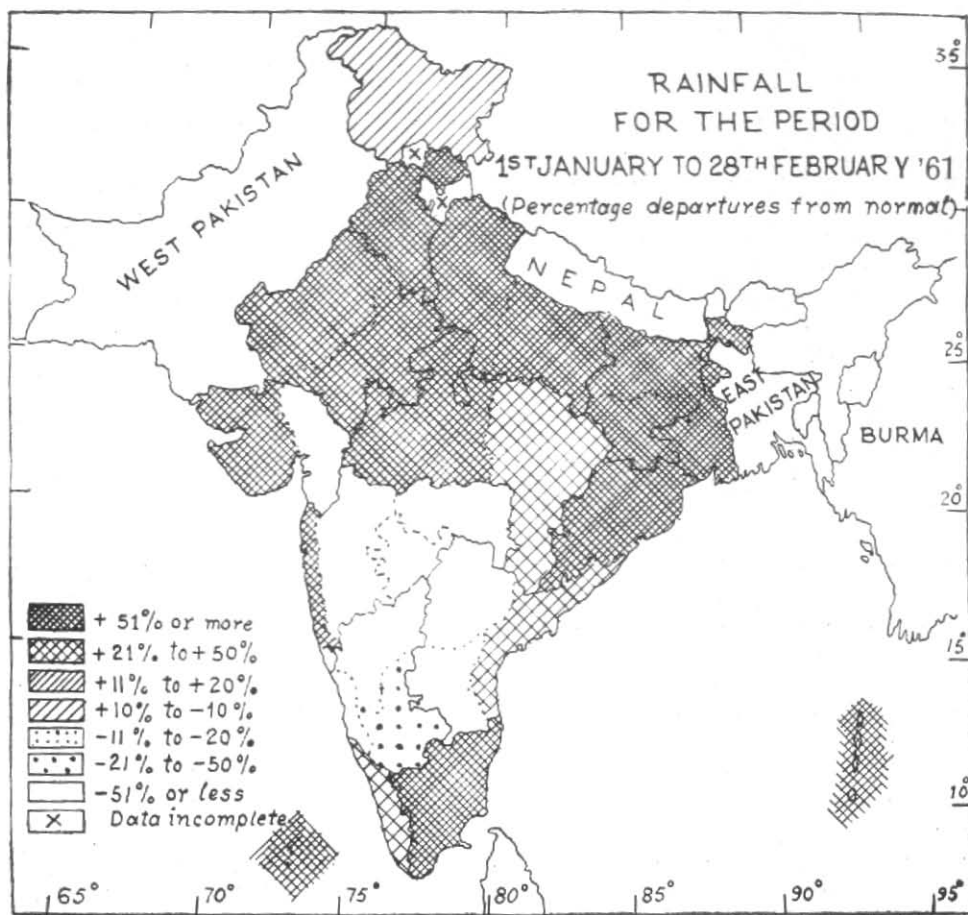 RAINFALL
FOR THE PERIOD
1ST JANUARY TO 28TH FEBRUARY '61
(Percentage departures from normal)
WEST PAKISTAN
NEPAL
EAST
PAKISTAN
BURMA
35°
25°
20°
15°
10°
+ 51% or more
+21% to +50%
+11% to +20%
+10% to -10%
-11% to -20%
-21% to -50%
-51% or less
x Data incomplete
65° 70° 75° 80° 85° 90° 95°